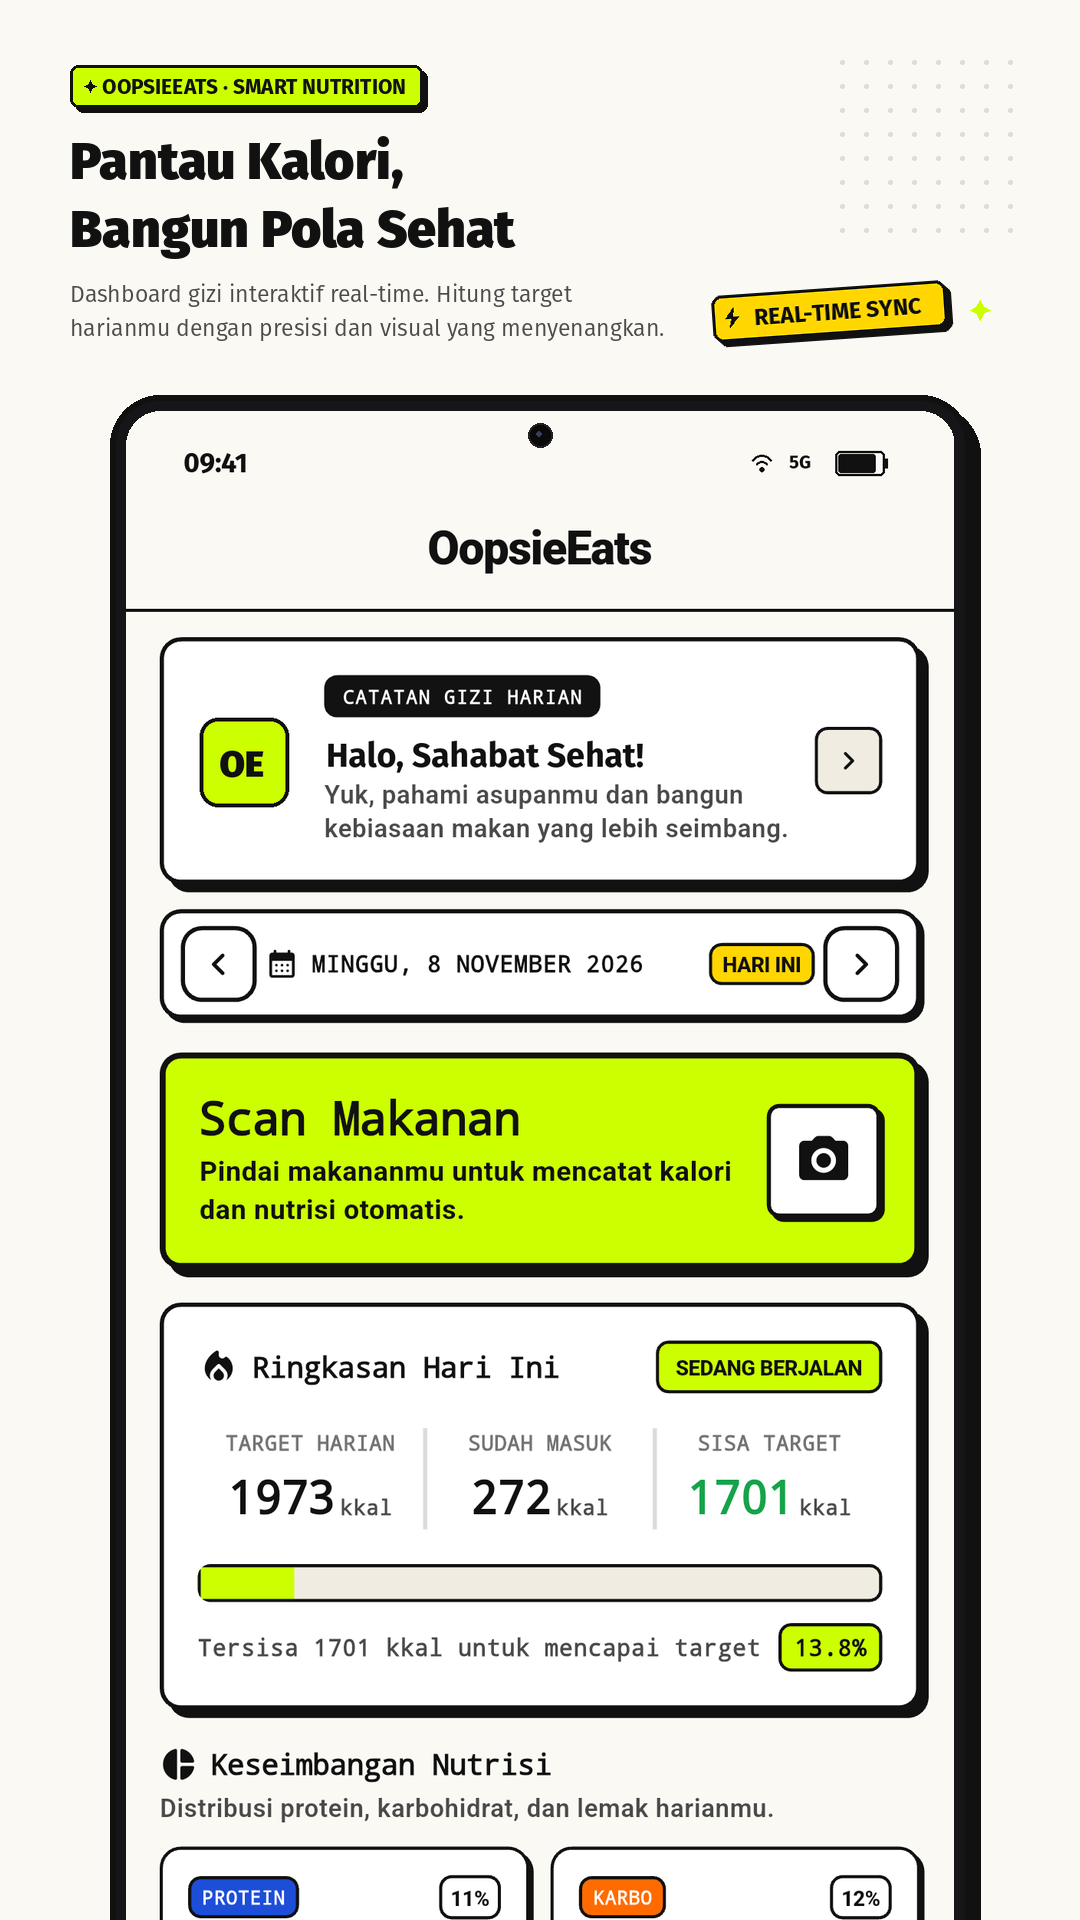 ✦ OOPSIEEATS · SMART NUTRITION
Pantau Kalori,
Bangun Pola Sehat
Dashboard gizi interaktif real-time. Hitung target
harianmu dengan presisi dan visual yang menyenangkan.
REAL-TIME SYNC
09:41
5G
OopsieEats
CATATAN GIZI HARIAN
OE
Halo, Sahabat Sehat!
Yuk, pahami asupanmu dan bangun
kebiasaan makan yang lebih seimbang.
MINGGU, 8 NOVEMBER 2026
HARI INI
Scan Makanan
Pindai makananmu untuk mencatat kalori
dan nutrisi otomatis.
Ringkasan Hari Ini
SEDANG BERJALAN
TARGET HARIAN
SUDAH MASUK
SISA TARGET
1973 kkal
272 kkal
1701 kkal
Tersisa 1701 kkal untuk mencapai target
13.8%
Keseimbangan Nutrisi
Distribusi protein, karbohidrat, dan lemak harianmu.
PROTEIN
11%
KARBO
12%